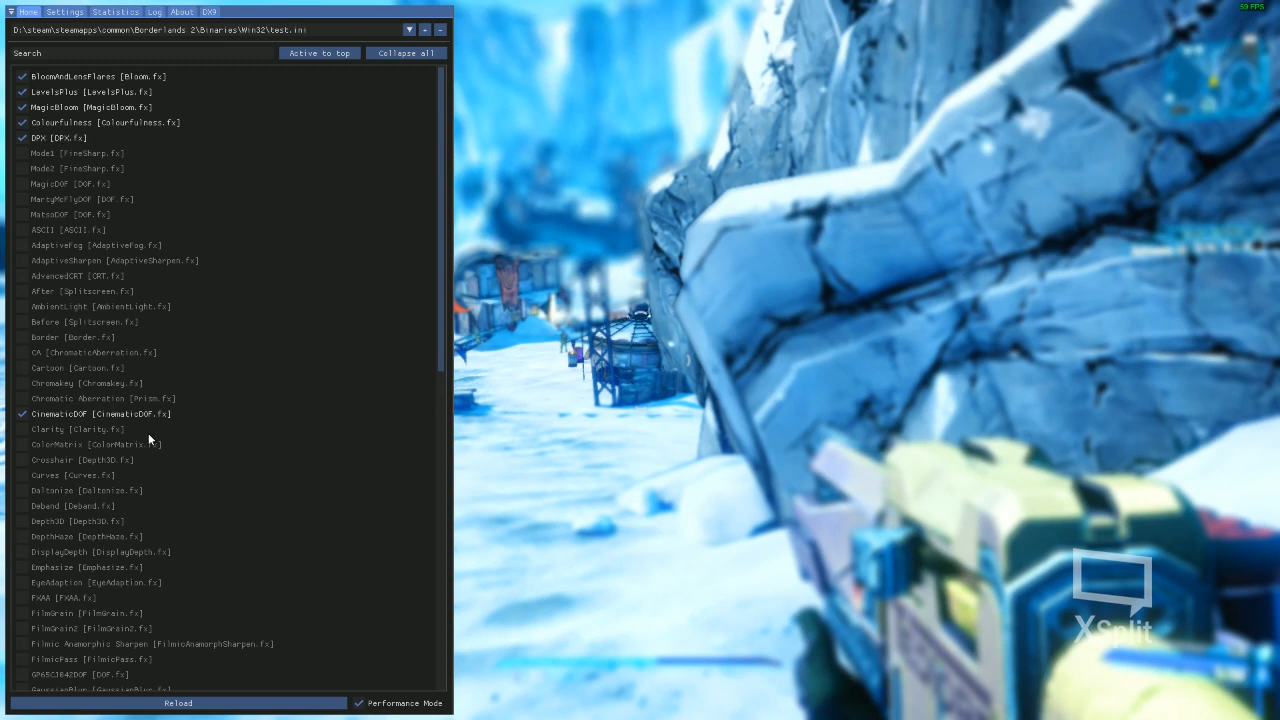 59 FPS
Home Settings Statistics Log About DX9
D:\steam\steamapps\common\Borderlands 2\Binaries\Win32\test.ini
+ -
Search Active to top Collapse all
BloomAndLensFlares [Bloom.fx]
LevelsPlus [LevelsPlus.fx]
MagicBloom [MagicBloom.fx]
Colourfulness [Colourfulness.fx]
DPX [DPX.fx]
Mode1 [FineSharp.fx]
Mode2 [FineSharp.fx]
MagicDOF [DOF.fx]
MartyMcFlyDOF [DOF.fx]
MatsoDOF [DOF.fx]
ASCII [ASCII.fx]
AdaptiveFog [AdaptiveFog.fx]
AdaptiveSharpen [AdaptiveSharpen.fx]
AdvancedCRT [CRT.fx]
After [Splitscreen.fx]
AmbientLight [AmbientLight.fx]
Before [Splitscreen.fx]
Border [Border.fx]
CA [ChromaticAberration.fx]
Cartoon [Cartoon.fx]
Chromakey [Chromakey.fx]
Chromatic Aberration [Prism.fx]
CinematicDOF [CinematicDOF.fx]
Clarity [Clarity.fx]
ColorMatrix [ColorMatrix.fx]
Crosshair [Depth3D.fx]
Curves [Curves.fx]
Daltonize [Daltonize.fx]
Deband [Deband.fx]
Depth3D [Depth3D.fx]
DepthHaze [DepthHaze.fx]
DisplayDepth [DisplayDepth.fx]
Emphasize [Emphasize.fx]
EyeAdaption [EyeAdaption.fx]
FXAA [FXAA.fx]
FilmGrain [FilmGrain.fx]
FilmGrain2 [FilmGrain2.fx]
Filmic Anamorphic Sharpen [FilmicAnamorphSharpen.fx]
FilmicPass [FilmicPass.fx]
GP65CJ042DOF [DOF.fx]
GaussianBlur [GaussianBlur.fx]
Reload Performance Mode
XSplit